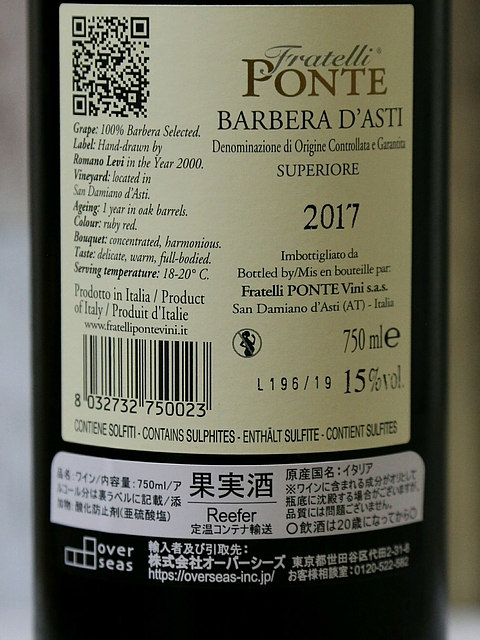 Fratelli®
PONTE
BARBERA D'ASTI
Denominazione di Origine Controllata e Garantita
SUPERIORE
2017
Imbottigliato da
Bottled by/Mis en bouteille par:
Fratelli PONTE Vini s.a.s.
San Damiano d'Asti (AT) - Italia
750 ml e
L196/19 15%vol.
Grape: 100% Barbera Selected.
Label: Hand-drawn by
Romano Levi in the Year 2000.
Vineyard: located in
San Damiano d'Asti.
Ageing: 1 year in oak barrels.
Colour: ruby red.
Bouquet: concentrated, harmonious.
Taste: delicate, warm, full-bodied.
Serving temperature: 18-20° C.
Prodotto in Italia / Product
of Italy / Produit d'Italie
www.fratellipontevini.it
8 032732 750023
CONTIENE SOLFITI - CONTAINS SULPHITES - ENTHÄLT SULFITE - CONTIENT SULFITES
品名:ワイン/内容量:750ml/ア
ルコール分は裏ラベルに記載/添
加物:酸化防止剤(亜硫酸塩)
果実酒
Reefer
定温コンテナ輸送
原産国名:イタリア
※ワインに含まれる成分がオリとして
瓶底に沈殿する場合がございますが、
品質には問題ございません。
〇飲酒は20歳になってから〇
over
seas
輸入者及び引取先:
株式会社オーバーシーズ 東京都世田谷区代田2-31-8
https://overseas-inc.jp/ お客様相談室:0120-522-582